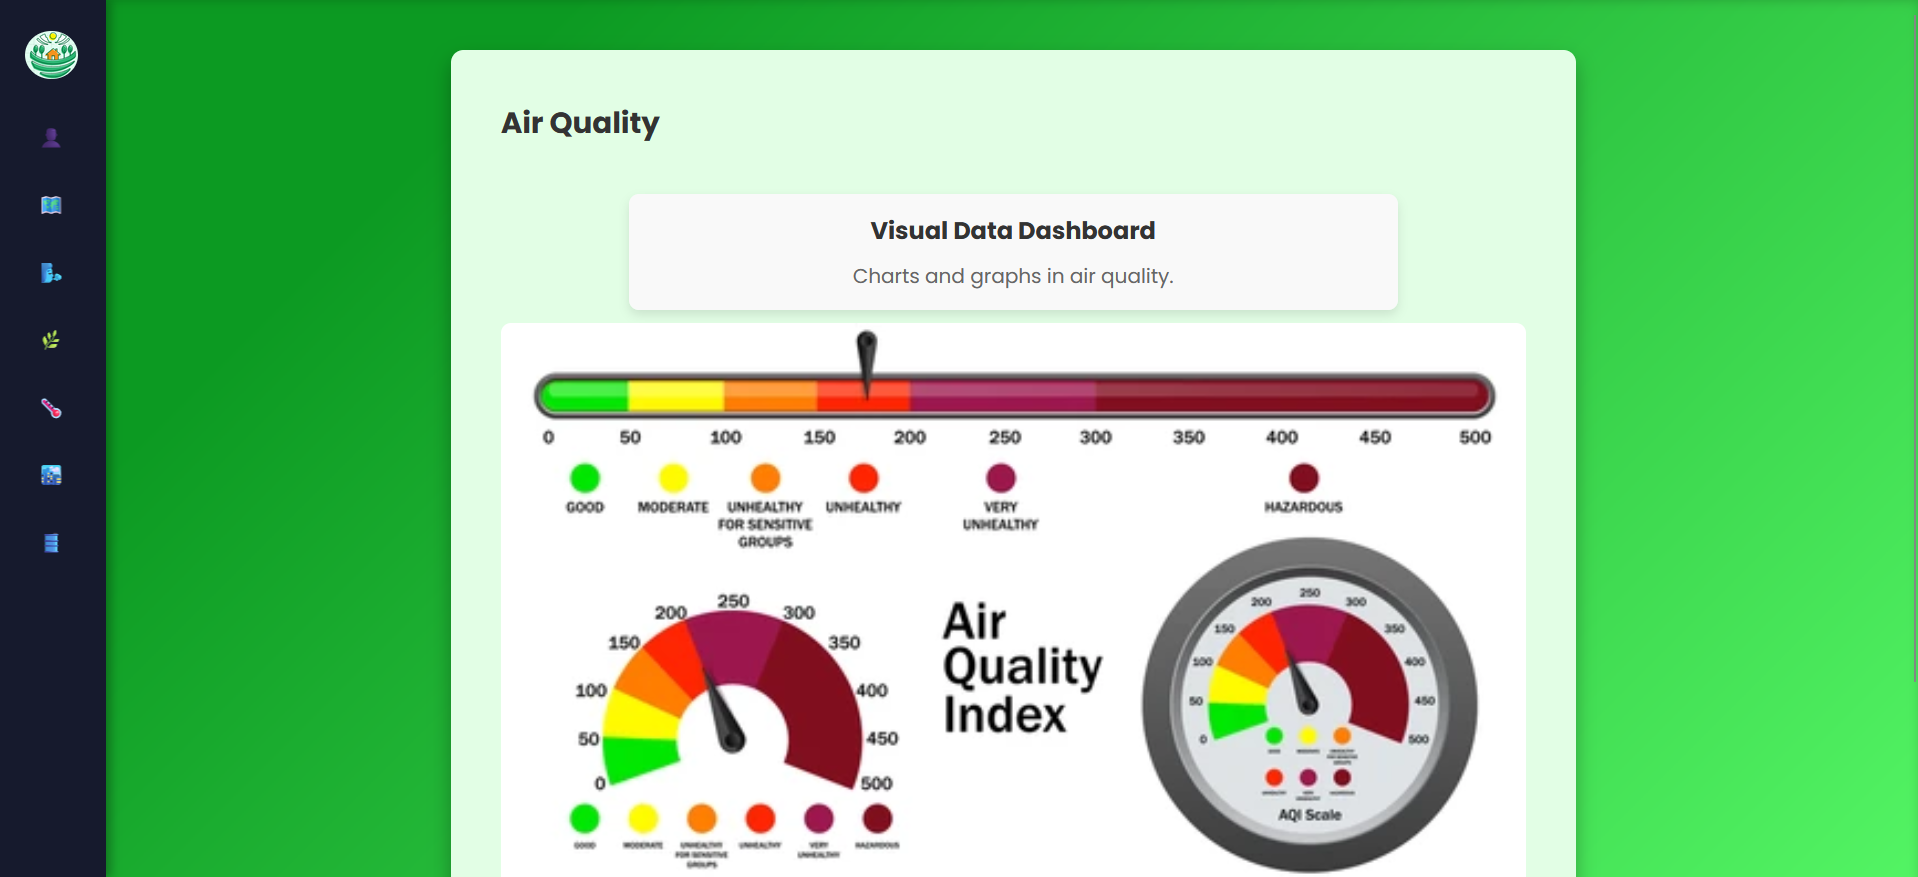 Air Quality
Visual Data Dashboard
Charts and graphs in air quality.
0 50 100 150 200 250 300 350 400 450 500
GOOD MODERATE UNHEALTHY FOR SENSITIVE GROUPS UNHEALTHY VERY UNHEALTHY HAZARDOUS
0 50 100 150 200 250 300 350 400 450 500
GOOD MODERATE UNHEALTHY FOR SENSITIVE GROUPS UNHEALTHY VERY UNHEALTHY HAZARDOUS
Air
Quality
Index
0 50 100 150 200 250 300 350 400 450 500
AQI Scale